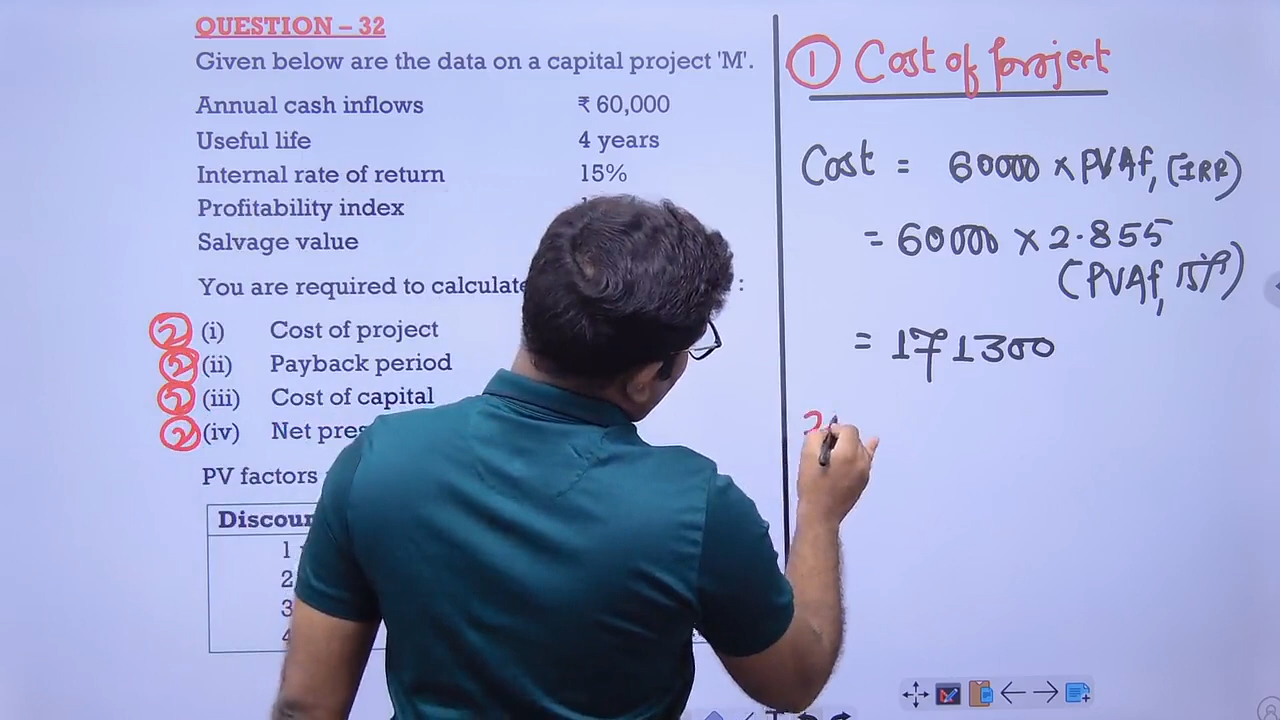 QUESTION – 32
Given below are the data on a capital project 'M'.
Annual cash inflows ₹ 60,000
Useful life 4 years
Internal rate of return 15%
Profitability index
Salvage value
You are required to calculate :
2 (i) Cost of project
2 (ii) Payback period
2 (iii) Cost of capital
2 (iv) Net
PV factors
1
2
3
4
1 Cost of project
Cost = 60000 × PVAf, (IRR)
= 60000 × 2.855
(PVAf, 15%)
= 171300
2